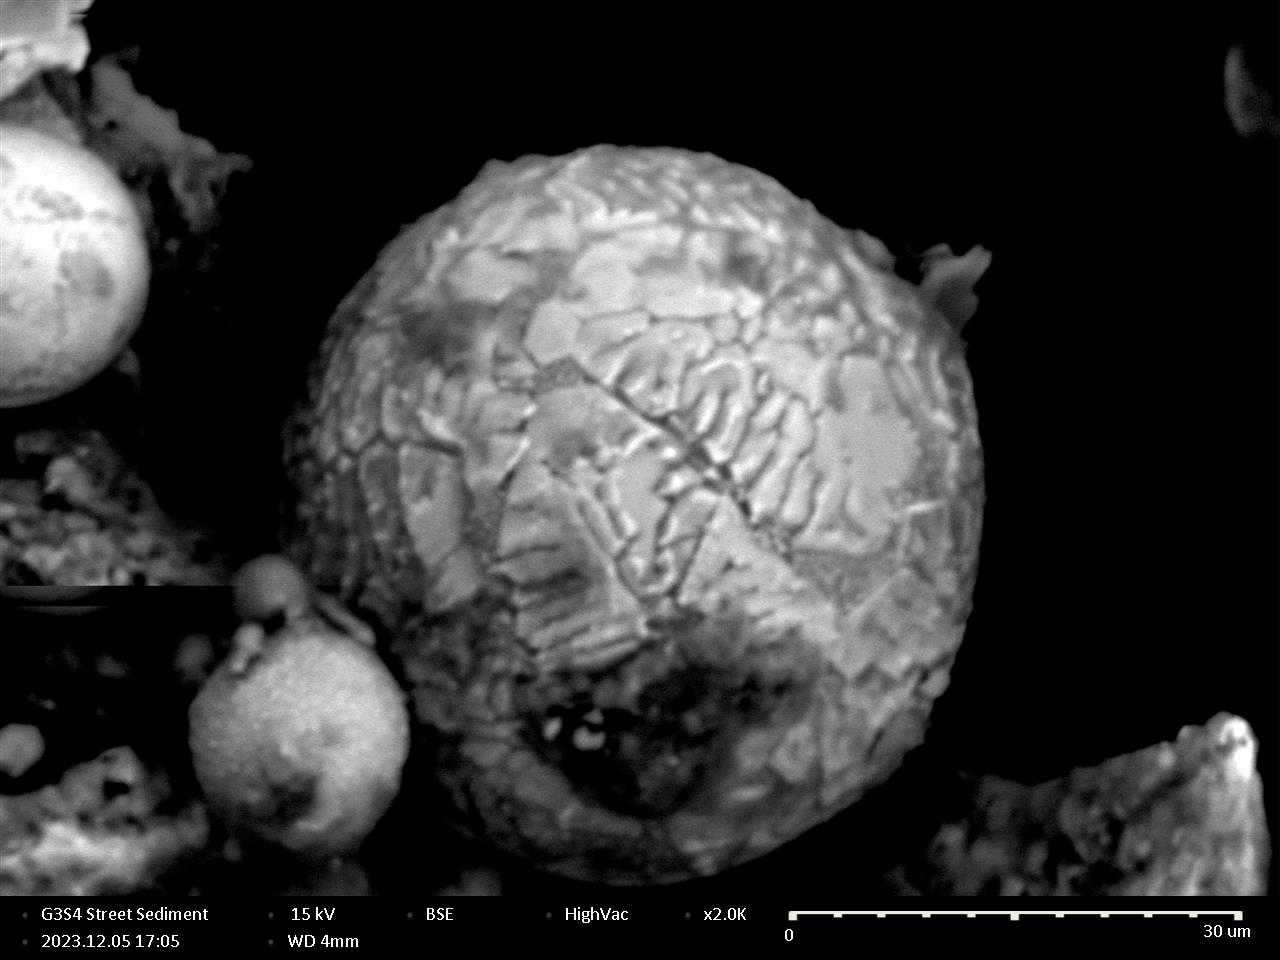 G3S4 Street Sediment 15 kV BSE HighVac x2.0K
2023.12.05 17:05 WD 4mm
0 30 um